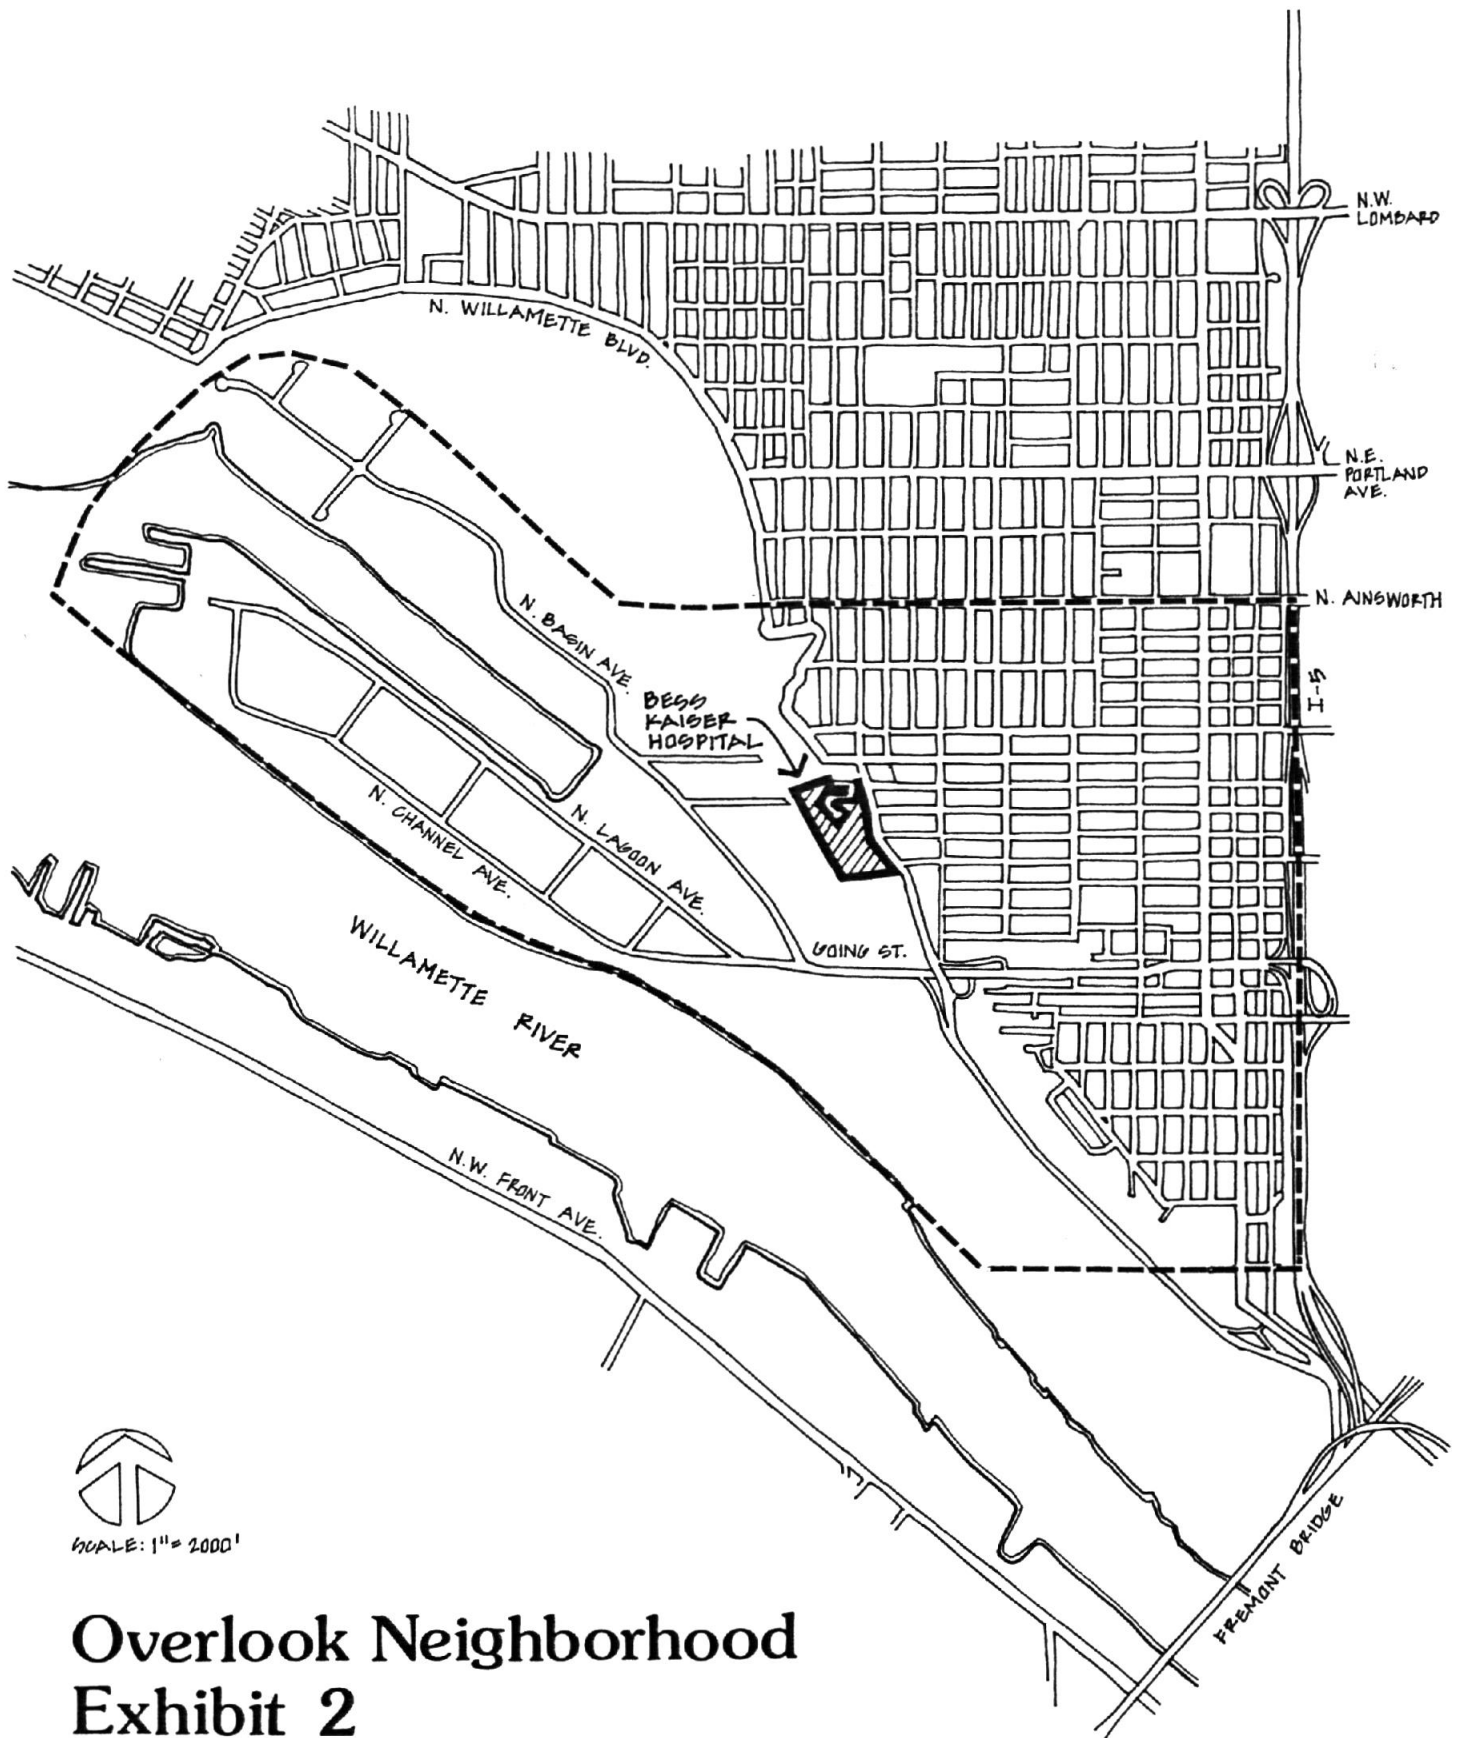 N.W.
LOMBARD
N. WILLAMETTE BLVD.
N.E.
PORTLAND
AVE.
N. AINSWORTH
N. BASIN AVE.
I-5
BESS
KAISER
HOSPITAL
N. CHANNEL AVE.
N. LAGOON AVE.
GOING ST.
WILLAMETTE RIVER
N.W. FRONT AVE.
FREMONT BRIDGE
SCALE: 1"= 2000'
Overlook Neighborhood
Exhibit 2